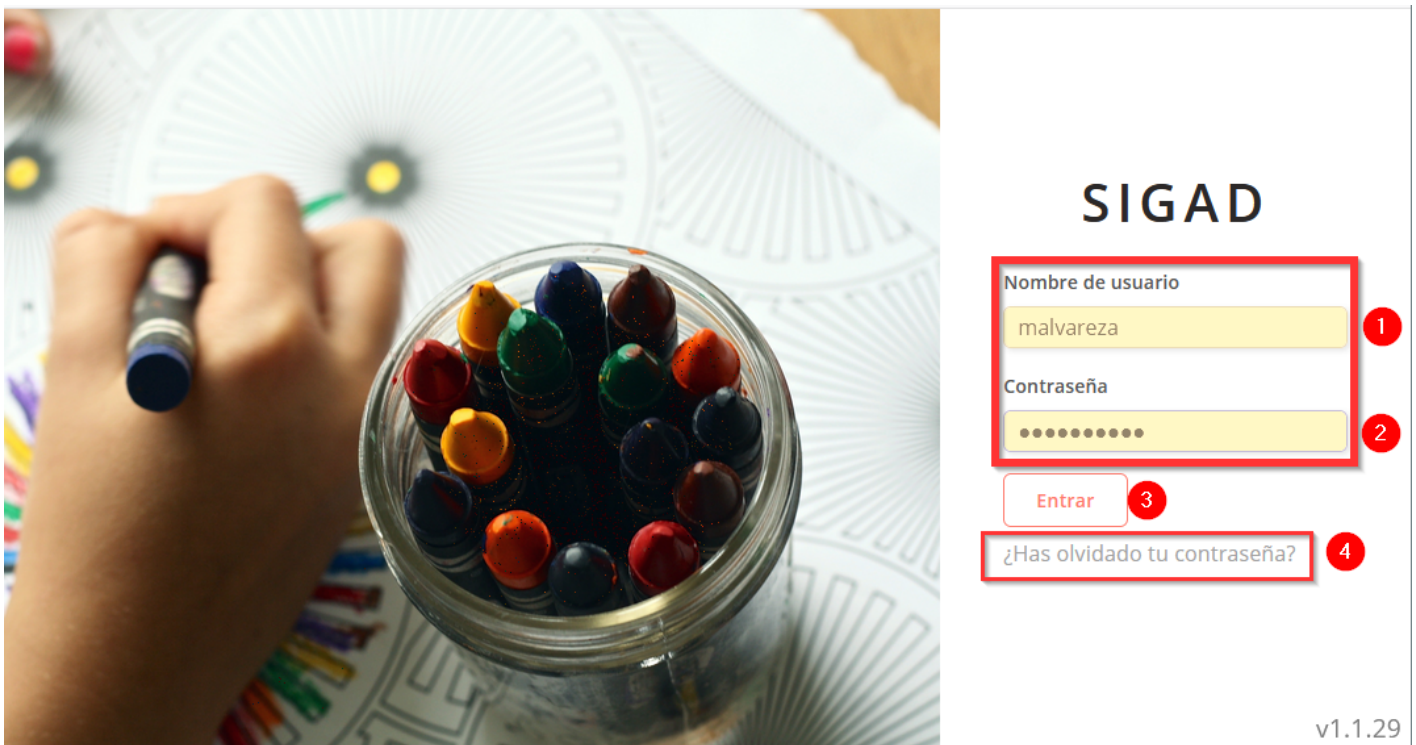 SIGAD
Nombre de usuario
malvareza
1
Contraseña
••••••••••
2
Entrar
3
¿Has olvidado tu contraseña?
4
v1.1.29